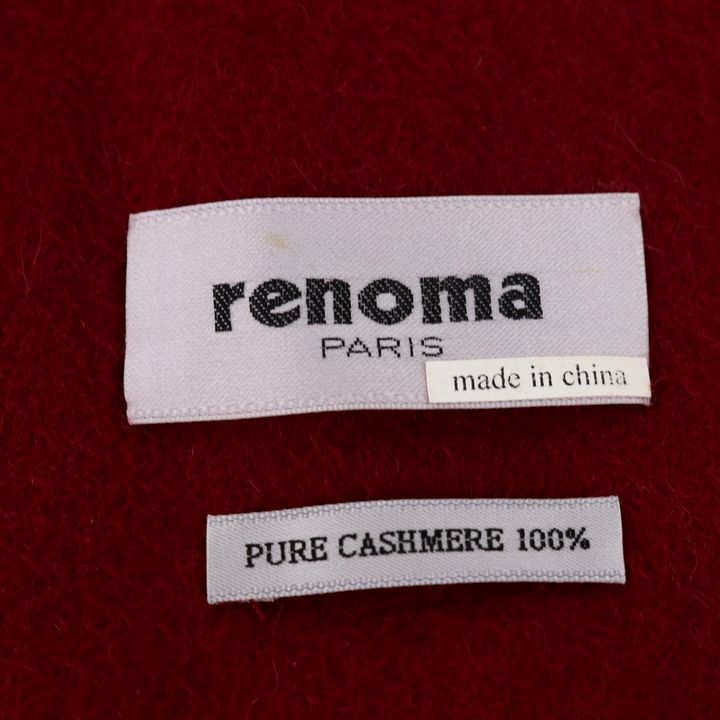 renoma
PARIS
made in china
PURE CASHMERE 100%